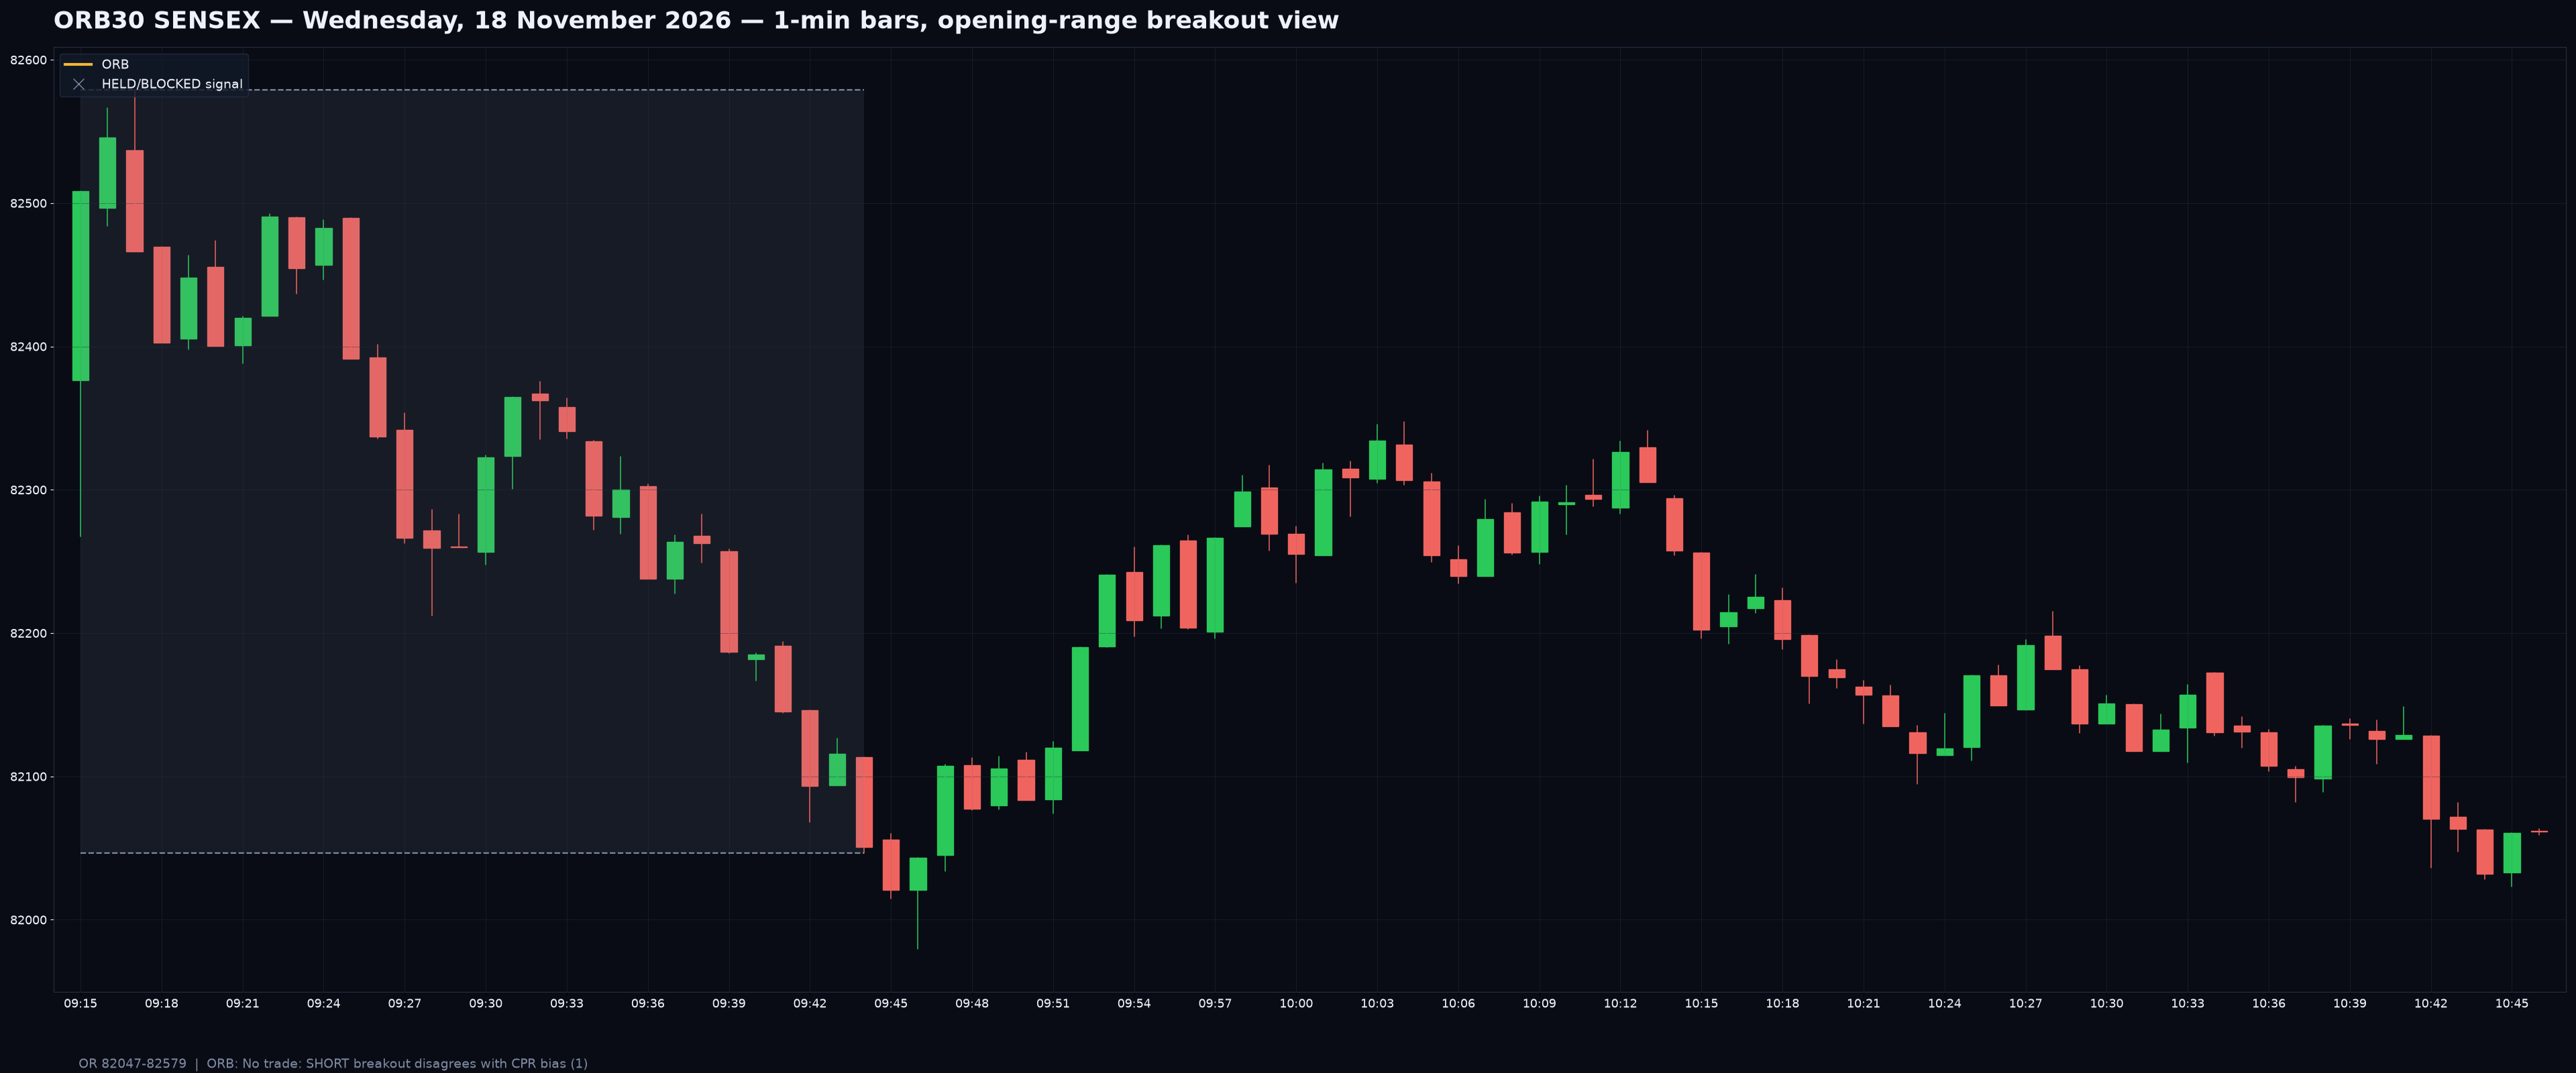 ORB30 SENSEX — Wednesday, 18 November 2026 — 1-min bars, opening-range breakout view
ORB
HELD/BLOCKED signal
82600
82500
82400
82300
82200
82100
82000
09:15 09:18 09:21 09:24 09:27 09:30 09:33 09:36 09:39 09:42 09:45 09:48 09:51 09:54 09:57 10:00 10:03 10:06 10:09 10:12 10:15 10:18 10:21 10:24 10:27 10:30 10:33 10:36 10:39 10:42 10:45
OR 82047-82579 | ORB: No trade: SHORT breakout disagrees with CPR bias (1)